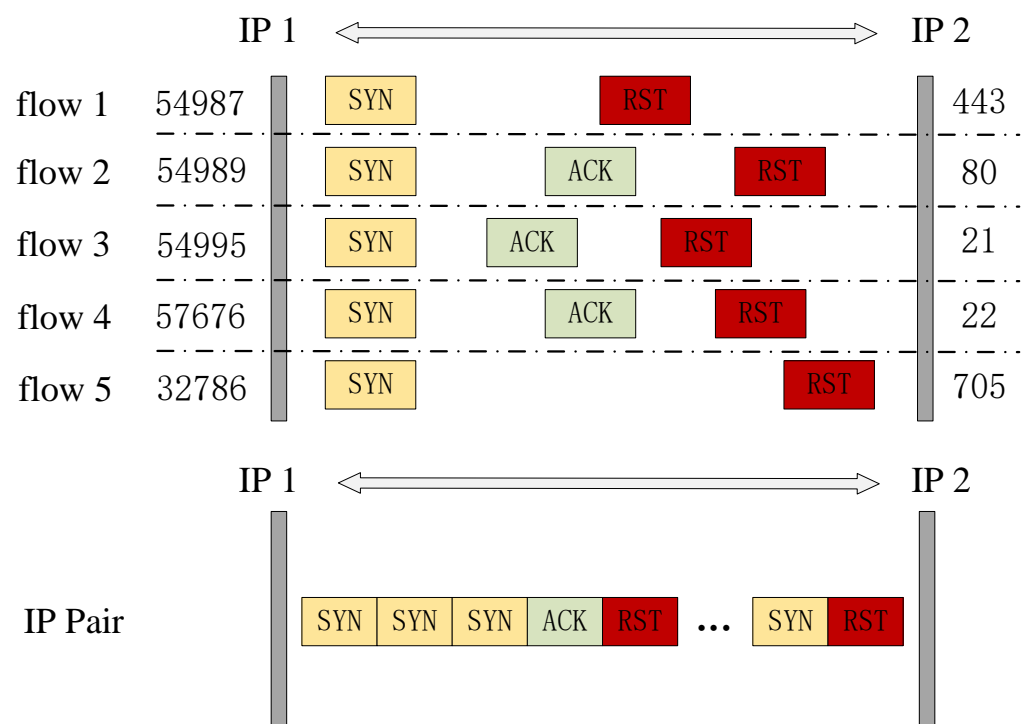 IP 1 IP 2
flow 1 54987 SYN RST 443
flow 2 54989 SYN ACK RST 80
flow 3 54995 SYN ACK RST 21
flow 4 57676 SYN ACK RST 22
flow 5 32786 SYN RST 705
IP 1 IP 2
IP Pair SYN SYN SYN ACK RST ... SYN RST